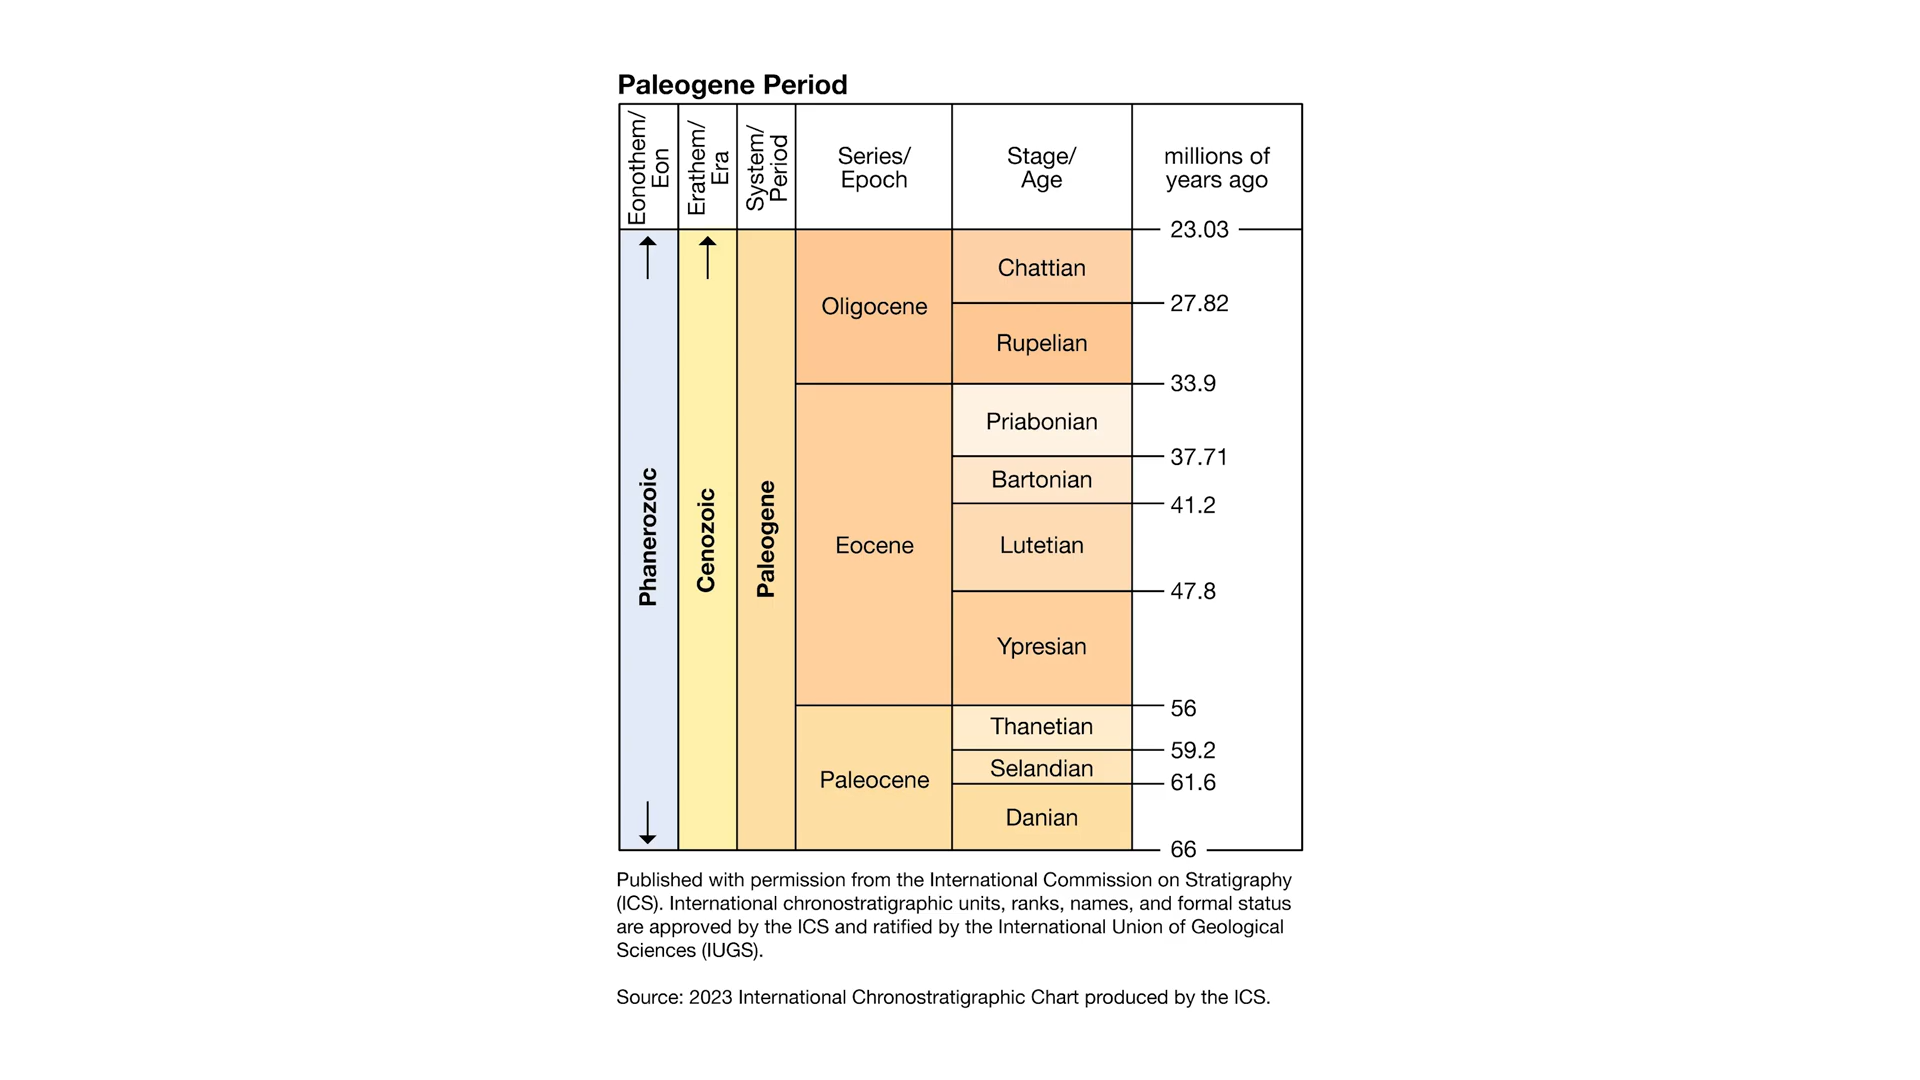 Paleogene Period
Eonothem/
Eon
Erathem/
Era
System/
Period
Series/
Epoch
Stage/
Age
millions of
years ago
Phanerozoic
Cenozoic
Paleogene
Oligocene
Eocene
Paleocene
Chattian
Rupelian
Priabonian
Bartonian
Lutetian
Ypresian
Thanetian
Selandian
Danian
23.03
27.82
33.9
37.71
41.2
47.8
56
59.2
61.6
66
Published with permission from the International Commission on Stratigraphy
(ICS). International chronostratigraphic units, ranks, names, and formal status
are approved by the ICS and ratified by the International Union of Geological
Sciences (IUGS).
Source: 2023 International Chronostratigraphic Chart produced by the ICS.